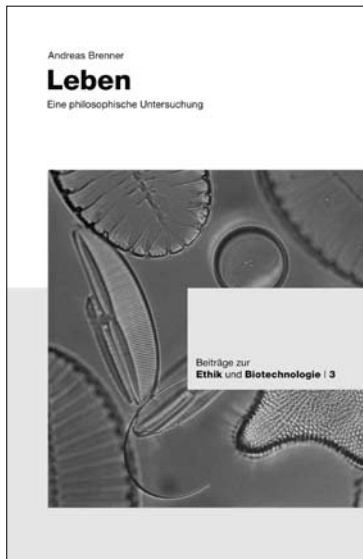 Andreas Brenner
Leben
Eine philosophische Untersuchung
Beiträge zur
Ethik und Biotechnologie | 3